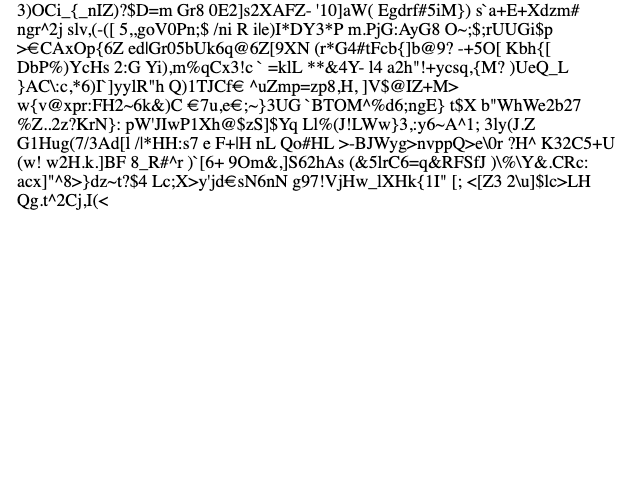 3)OCi_{_nIZ)?$D=m Gr8 0E2]s2XAFZ- '10]aW( Egdrf#5iM}) s`a+E+Xdzm#
ngr^2j slv,(-([ 5,,goV0Pn;$ /ni R ile)I*DY3*P m.PjG:AyG8 O~;$;rUUGi$p
>€CAxOp{6Z ed|Gr05bUk6q@6Z[9XN (r*G4#tFcb{]b@9? -+5O[ Kbh{[
DbP%)YcHs 2:G Yi),m%qCx3!c` =klL **&4Y- l4 a2h"!+ycsq,{M? )UeQ_L
}AC\:c,*6)Γ]yylR"h Q)1TJCf€ ^uZmp=zp8,H, ]V$@IZ+M>
w{v@xpr:FH2~6k&)C €7u,e€;~}3UG `BTOM^%d6;ngE} t$X b"WhWe2b27
%Z..2z?KrN}: pW'JIwP1Xh@$zS]$Yq Ll%(J!LWw}3,:y6~A^1; 3ly(J.Z
G1Hug(7/3Ad[l /|*HH:s7 e F+lH nL Qo#HL >-BJWyg>nvppQ>e\0r ?H^ K32C5+U
(w! w2H.k.]BF 8_R#^r )`[6+ 9Om&,]S62hAs (&5lrC6=q&RFSfJ )\%\Y&.CRc:
acx]"^8>}dz~t?$4 Lc;X>y'jd€sN6nN g97!VjHw_lXHk{1I" [; <[Z3 2\u]$lc>LH
Qg.t^2Cj,I(<